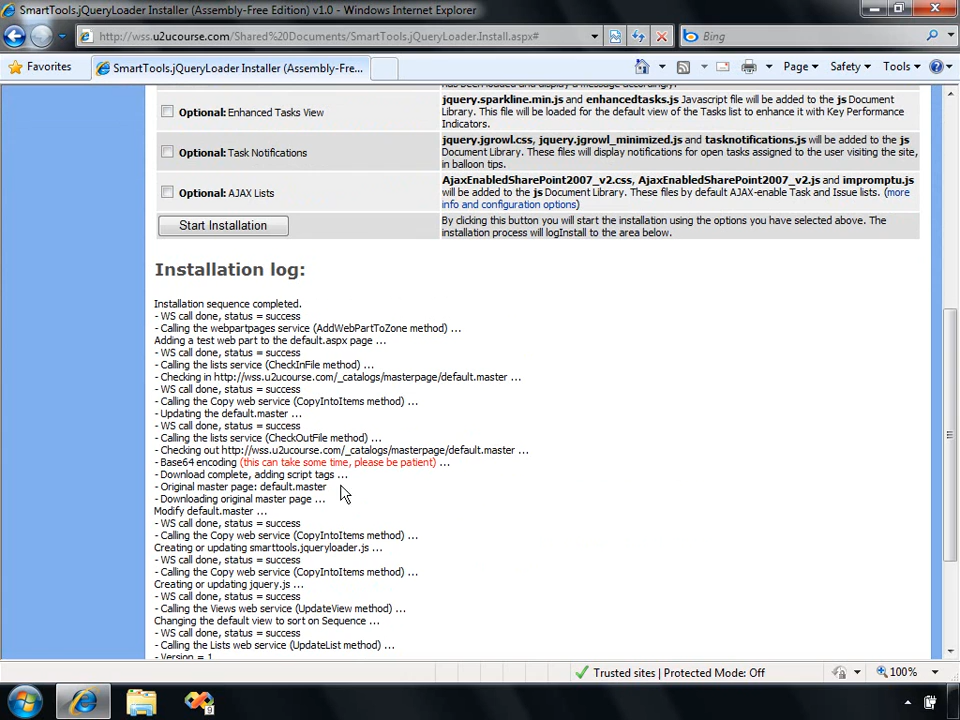 SmartTools.jQueryLoader Installer (Assembly-Free Edition) v1.0 - Windows Internet Explorer
http://wss.u2ucourse.com/Shared%20Documents/SmartTools.jQueryLoader.Install.aspx#
Bing
Favorites
SmartTools.jQueryLoader Installer (Assembly-Fre...
Page
Safety
Tools
Optional: Enhanced Tasks View
jquery.sparkline.min.js and enhancedtasks.js Javascript file will be added to the js Document
Library. This file will be loaded for the default view of the Tasks list to enhance it with Key Performance
Indicators.
Optional: Task Notifications
jquery.jgrowl.css, jquery.jgrowl_minimized.js and tasknotifications.js will be added to the js
Document Library. These files will display notifications for open tasks assigned to the user visiting the site,
in balloon tips.
Optional: AJAX Lists
AjaxEnabledSharePoint2007_v2.css, AjaxEnabledSharePoint2007_v2.js and impromptu.js
will be added to the js Document Library. These files by default AJAX-enable Task and Issue lists. (more
info and configuration options)
Start Installation
By clicking this button you will start the installation using the options you have selected above. The
installation process will logInstall to the area below.
Installation log:
Installation sequence completed.
- WS call done, status = success
- Calling the webpartpages service (AddWebPartToZone method) ...
Adding a test web part to the default.aspx page ...
- WS call done, status = success
- Calling the lists service (CheckInFile method) ...
- Checking in http://wss.u2ucourse.com/_catalogs/masterpage/default.master ...
- WS call done, status = success
- Calling the Copy web service (CopyIntoItems method) ...
- Updating the default.master ...
- WS call done, status = success
- Calling the lists service (CheckOutFile method) ...
- Checking out http://wss.u2ucourse.com/_catalogs/masterpage/default.master ...
- Base64 encoding (this can take some time, please be patient) ...
- Download complete, adding script tags ...
- Original master page: default.master
- Downloading original master page ...
Modify default.master ...
- WS call done, status = success
- Calling the Copy web service (CopyIntoItems method) ...
Creating or updating smarttools.jqueryloader.js ...
- WS call done, status = success
- Calling the Copy web service (CopyIntoItems method) ...
Creating or updating jquery.js ...
- WS call done, status = success
- Calling the Views web service (UpdateView method) ...
Changing the default view to sort on Sequence ...
- WS call done, status = success
- Calling the Lists web service (UpdateList method) ...
- Version = 1
Trusted sites | Protected Mode: Off
100%
9